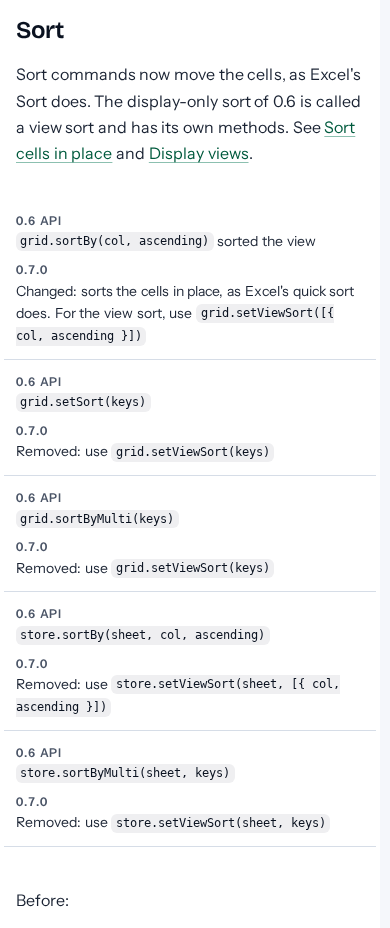 Sort
Sort commands now move the cells, as Excel's
Sort does. The display-only sort of 0.6 is called
a view sort and has its own methods. See Sort
cells in place and Display views.
0.6 API
grid.sortBy(col, ascending) sorted the view
0.7.0
Changed: sorts the cells in place, as Excel's quick sort
does. For the view sort, use grid.setViewSort([{
col, ascending }])
0.6 API
grid.setSort(keys)
0.7.0
Removed: use grid.setViewSort(keys)
0.6 API
grid.sortByMulti(keys)
0.7.0
Removed: use grid.setViewSort(keys)
0.6 API
store.sortBy(sheet, col, ascending)
0.7.0
Removed: use store.setViewSort(sheet, [{ col,
ascending }])
0.6 API
store.sortByMulti(sheet, keys)
0.7.0
Removed: use store.setViewSort(sheet, keys)
Before: